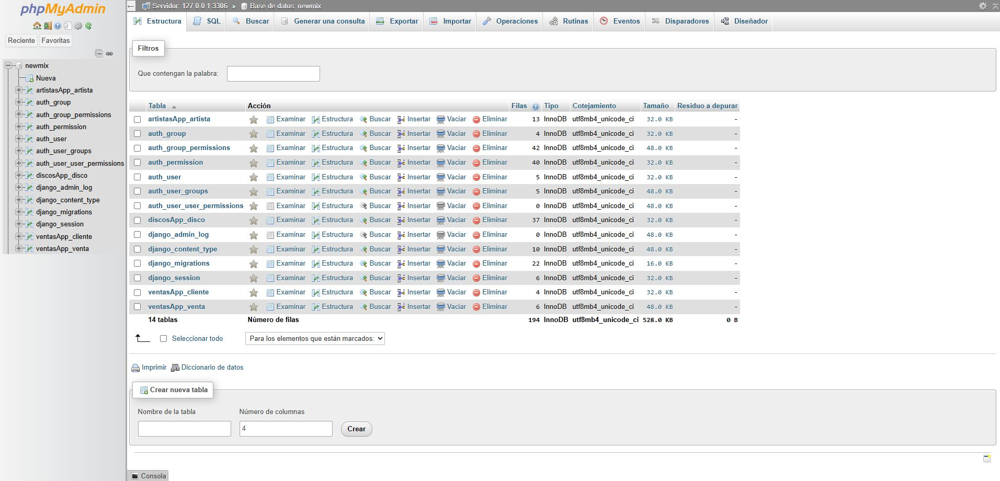 phpMyAdmin
Reciente Favoritas
newmix
Nueva
artistasApp_artista
auth_group
auth_group_permissions
auth_permission
auth_user
auth_user_groups
auth_user_user_permissions
discosApp_disco
django_admin_log
django_content_type
django_migrations
django_session
ventasApp_cliente
ventasApp_venta
← Servidor: 127.0.0.1:3306 » Base de datos: newmix
Estructura SQL Buscar Generar una consulta Exportar Importar Operaciones Rutinas Eventos Disparadores Diseñador
Filtros
Que contengan la palabra:
Tabla Acción Filas Tipo Cotejamiento Tamaño Residuo a depurar
artistasApp_artista Examinar Estructura Buscar Insertar Vaciar Eliminar 13 InnoDB utf8mb4_unicode_ci 32.0 KB -
auth_group Examinar Estructura Buscar Insertar Vaciar Eliminar 4 InnoDB utf8mb4_unicode_ci 32.0 KB -
auth_group_permissions Examinar Estructura Buscar Insertar Vaciar Eliminar 42 InnoDB utf8mb4_unicode_ci 48.0 KB -
auth_permission Examinar Estructura Buscar Insertar Vaciar Eliminar 40 InnoDB utf8mb4_unicode_ci 32.0 KB -
auth_user Examinar Estructura Buscar Insertar Vaciar Eliminar 5 InnoDB utf8mb4_unicode_ci 32.0 KB -
auth_user_groups Examinar Estructura Buscar Insertar Vaciar Eliminar 5 InnoDB utf8mb4_unicode_ci 48.0 KB -
auth_user_user_permissions Examinar Estructura Buscar Insertar Vaciar Eliminar 0 InnoDB utf8mb4_unicode_ci 48.0 KB -
discosApp_disco Examinar Estructura Buscar Insertar Vaciar Eliminar 37 InnoDB utf8mb4_unicode_ci 32.0 KB -
django_admin_log Examinar Estructura Buscar Insertar Vaciar Eliminar 0 InnoDB utf8mb4_unicode_ci 48.0 KB -
django_content_type Examinar Estructura Buscar Insertar Vaciar Eliminar 10 InnoDB utf8mb4_unicode_ci 48.0 KB -
django_migrations Examinar Estructura Buscar Insertar Vaciar Eliminar 22 InnoDB utf8mb4_unicode_ci 16.0 KB -
django_session Examinar Estructura Buscar Insertar Vaciar Eliminar 6 InnoDB utf8mb4_unicode_ci 32.0 KB -
ventasApp_cliente Examinar Estructura Buscar Insertar Vaciar Eliminar 4 InnoDB utf8mb4_unicode_ci 32.0 KB -
ventasApp_venta Examinar Estructura Buscar Insertar Vaciar Eliminar 6 InnoDB utf8mb4_unicode_ci 48.0 KB -
14 tablas Número de filas 194 InnoDB utf8mb4_unicode_ci 528.0 KB 0 B
Seleccionar todo Para los elementos que están marcados:
Imprimir Diccionario de datos
Crear nueva tabla
Nombre de la tabla Número de columnas
4 Crear
Consola